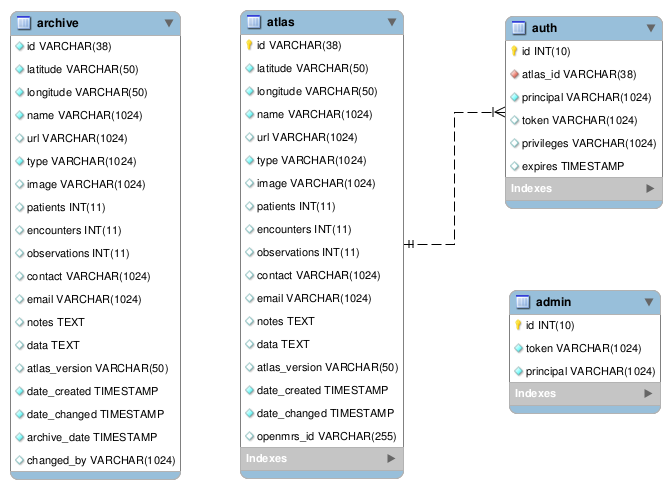 archive
id VARCHAR(38)
latitude VARCHAR(50)
longitude VARCHAR(50)
name VARCHAR(1024)
url VARCHAR(1024)
type VARCHAR(1024)
image VARCHAR(1024)
patients INT(11)
encounters INT(11)
observations INT(11)
contact VARCHAR(1024)
email VARCHAR(1024)
notes TEXT
data TEXT
atlas_version VARCHAR(50)
date_created TIMESTAMP
date_changed TIMESTAMP
archive_date TIMESTAMP
changed_by VARCHAR(1024)
atlas
id VARCHAR(38)
latitude VARCHAR(50)
longitude VARCHAR(50)
name VARCHAR(1024)
url VARCHAR(1024)
type VARCHAR(1024)
image VARCHAR(1024)
patients INT(11)
encounters INT(11)
observations INT(11)
contact VARCHAR(1024)
email VARCHAR(1024)
notes TEXT
data TEXT
atlas_version VARCHAR(50)
date_created TIMESTAMP
date_changed TIMESTAMP
openmrs_id VARCHAR(255)
Indexes
auth
id INT(10)
atlas_id VARCHAR(38)
principal VARCHAR(1024)
token VARCHAR(1024)
privileges VARCHAR(1024)
expires TIMESTAMP
Indexes
admin
id INT(10)
token VARCHAR(1024)
principal VARCHAR(1024)
Indexes